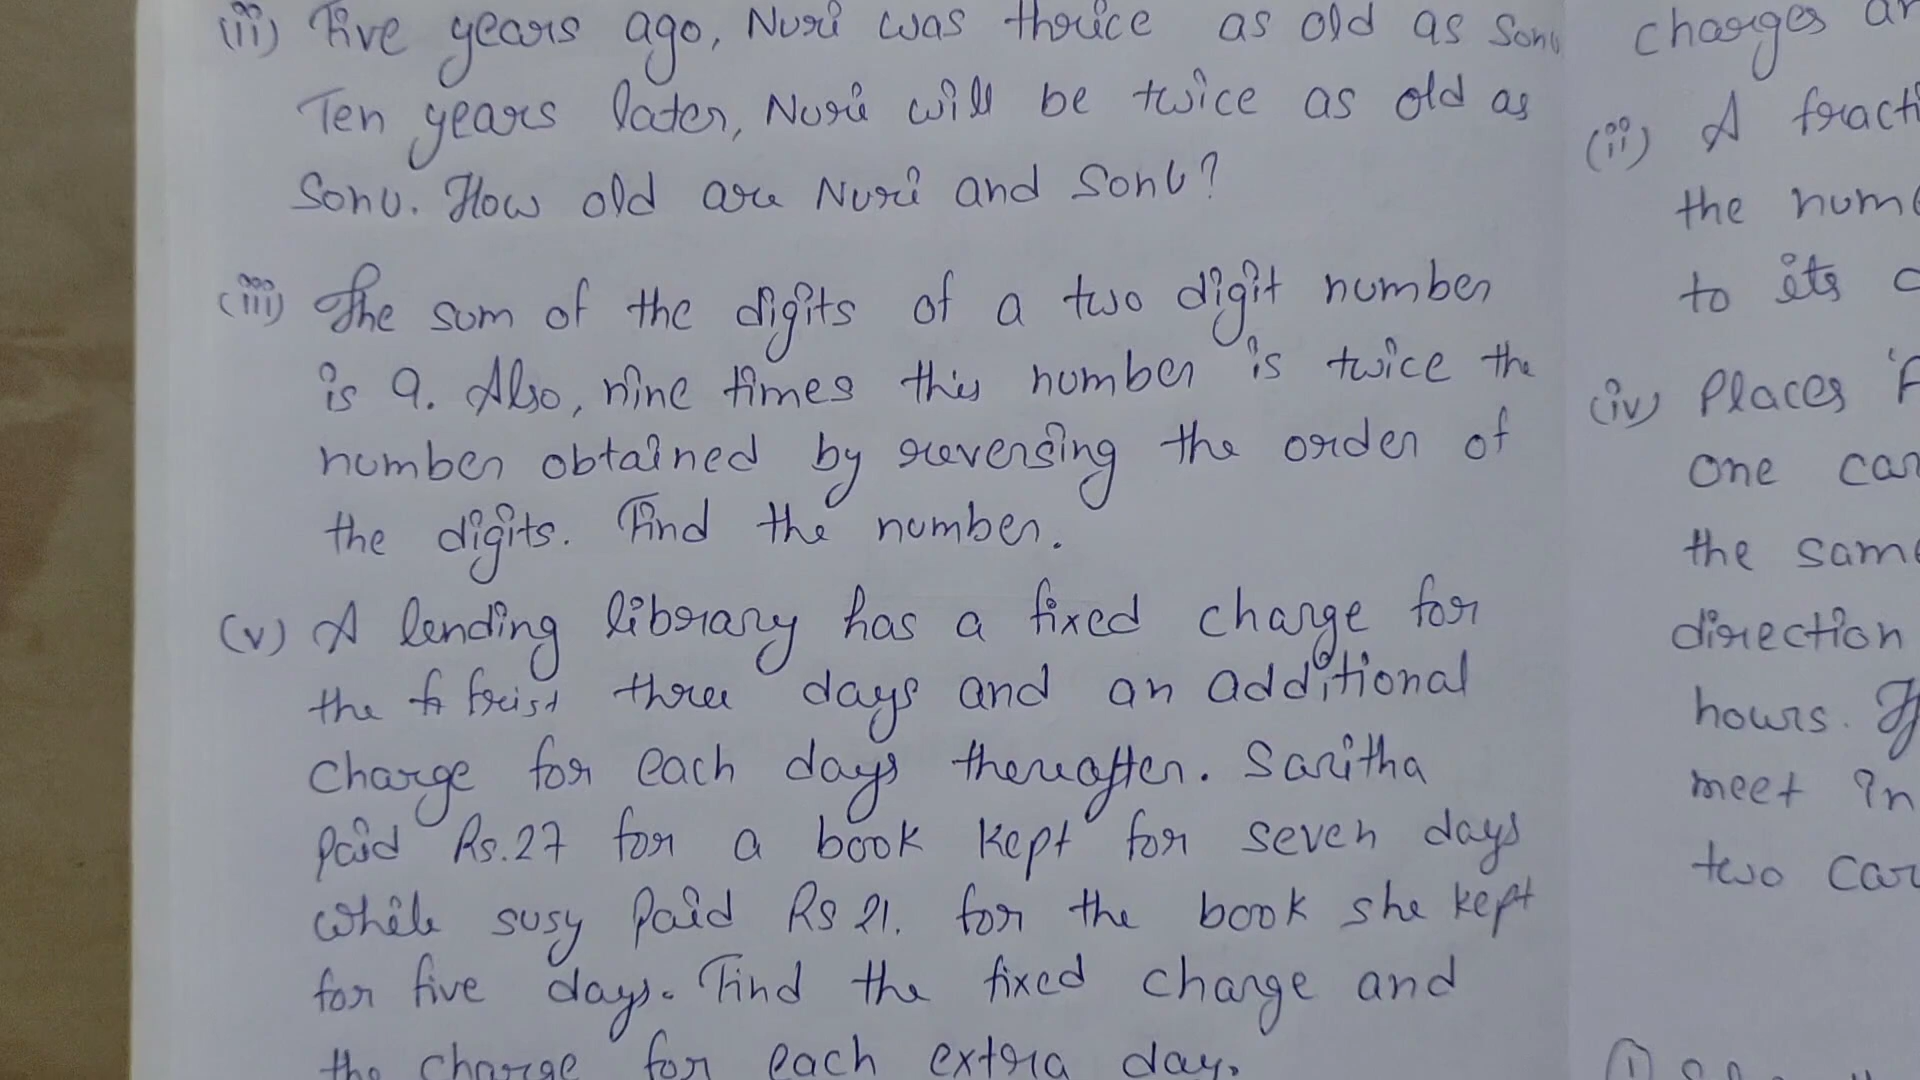 (ii) Five years ago, Nuri was thrice as old as Sonu
Ten years later, Nuri will be twice as old as
Sonu. How old are Nuri and Sonu?
(iii) The sum of the digits of a two digit number
is 9. Also, nine times this number is twice the
number obtained by reversing the order of
the digits. Find the number.
(v) A lending library has a fixed charge for
the frist three days and an additional
charge for each days thereafter. Saritha
Paid Rs.27 for a book kept for seven days
while susy Paid Rs 21. for the book she kept
for five days. Find the fixed charge and
the charge for each extra day.
charges
(ii) A
the
to its
(iv) Places
one
the
direction
hours.
meet in
two